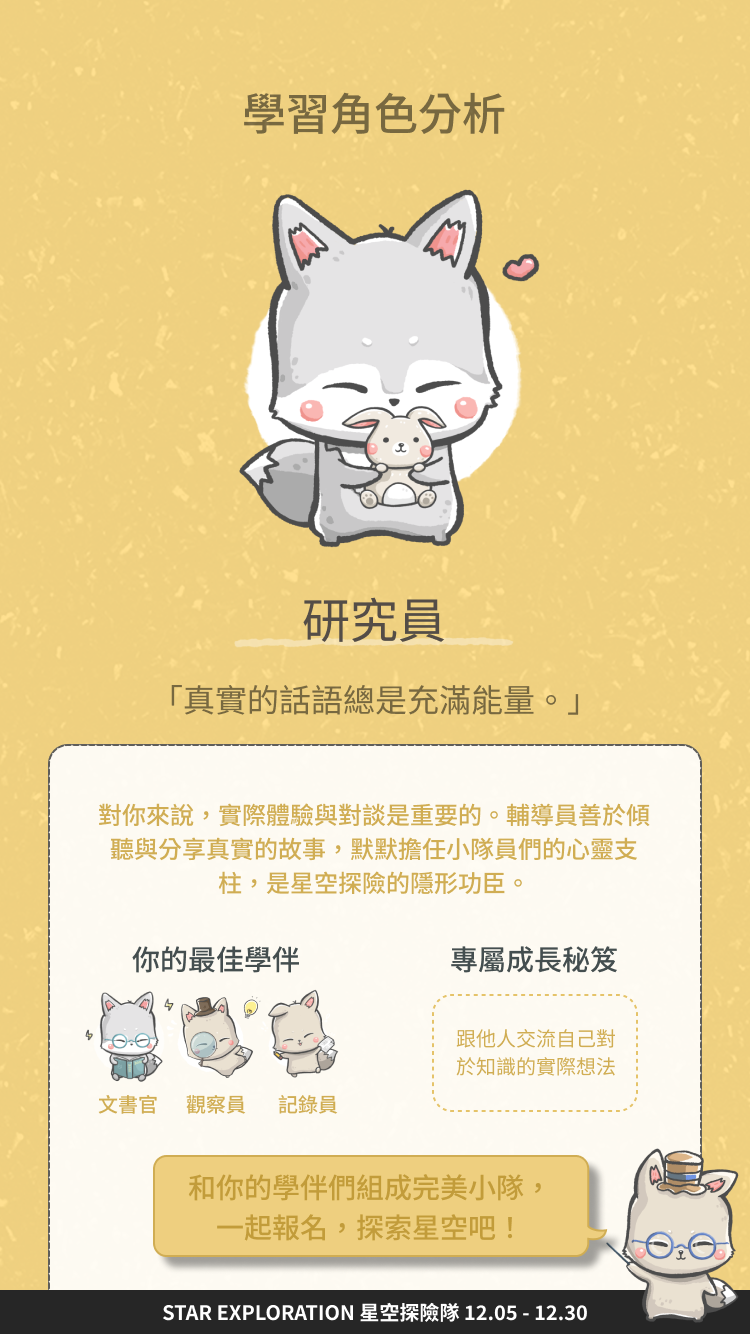 學習角色分析
研究員
「真實的話語總是充滿能量。」
對你來說，實際體驗與對談是重要的。輔導員善於傾
聽與分享真實的故事，默默擔任小隊員們的心靈支
柱，是星空探險的隱形功臣。
你的最佳學伴
文書官 觀察員 記錄員
專屬成長秘笈
跟他人交流自己對
於知識的實際想法
和你的學伴們組成完美小隊，
一起報名，探索星空吧！
STAR EXPLORATION 星空探險隊 12.05 - 12.30